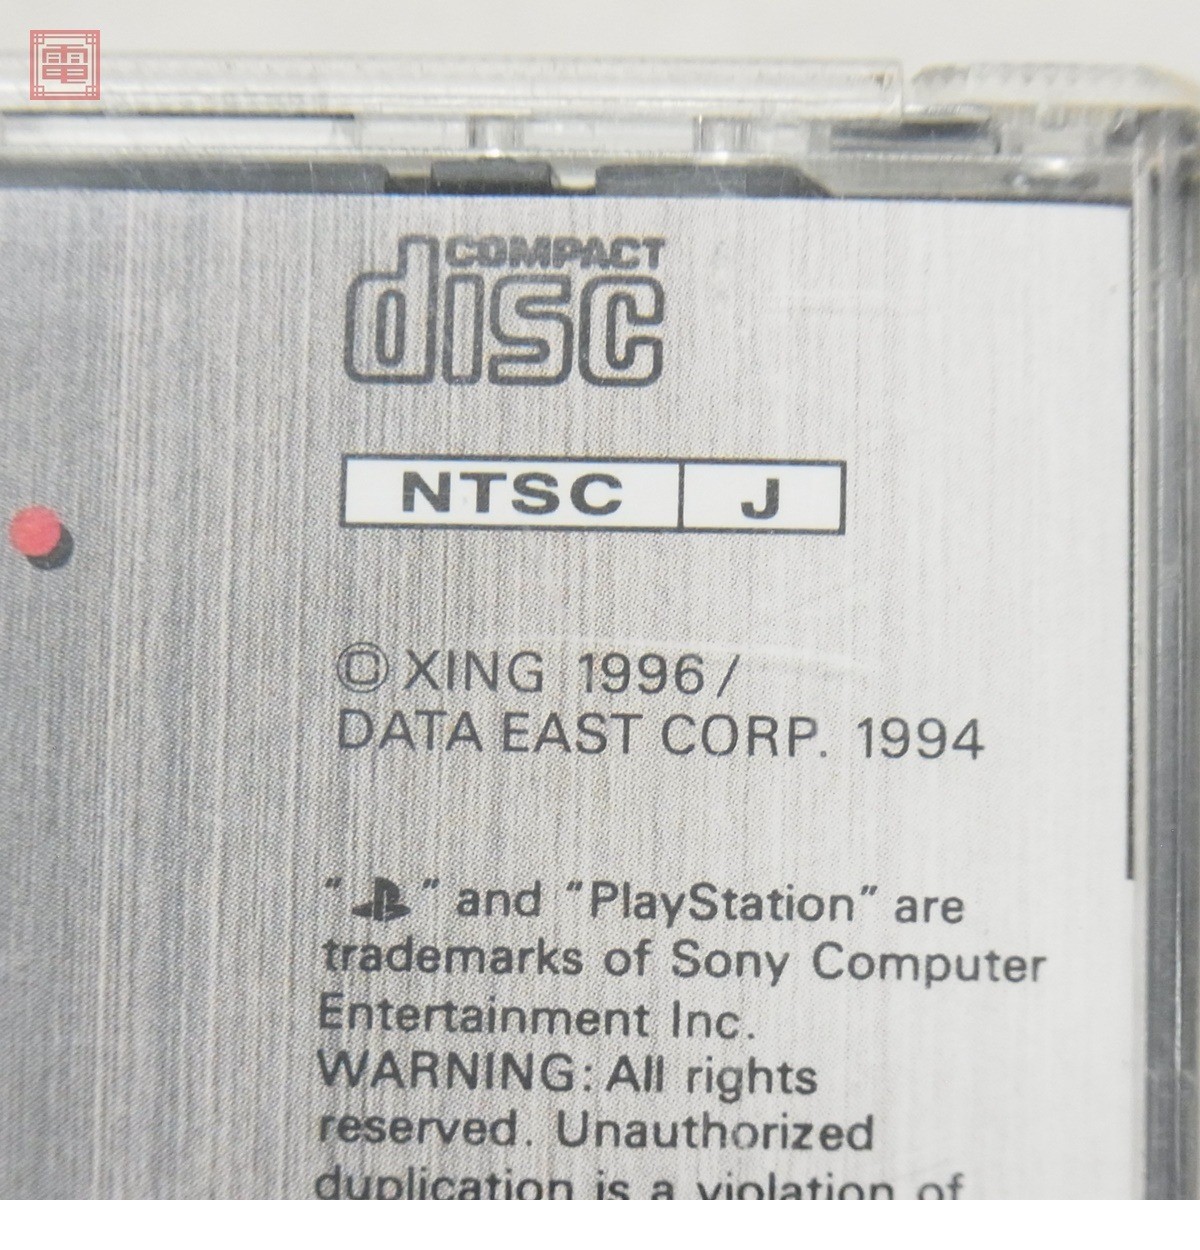 電
COMPACT
disc
NTSC J
© XING 1996/
DATA EAST CORP. 1994
"" and "PlayStation" are
trademarks of Sony Computer
Entertainment Inc.
WARNING: All rights
reserved. Unauthorized
duplication is a violation of